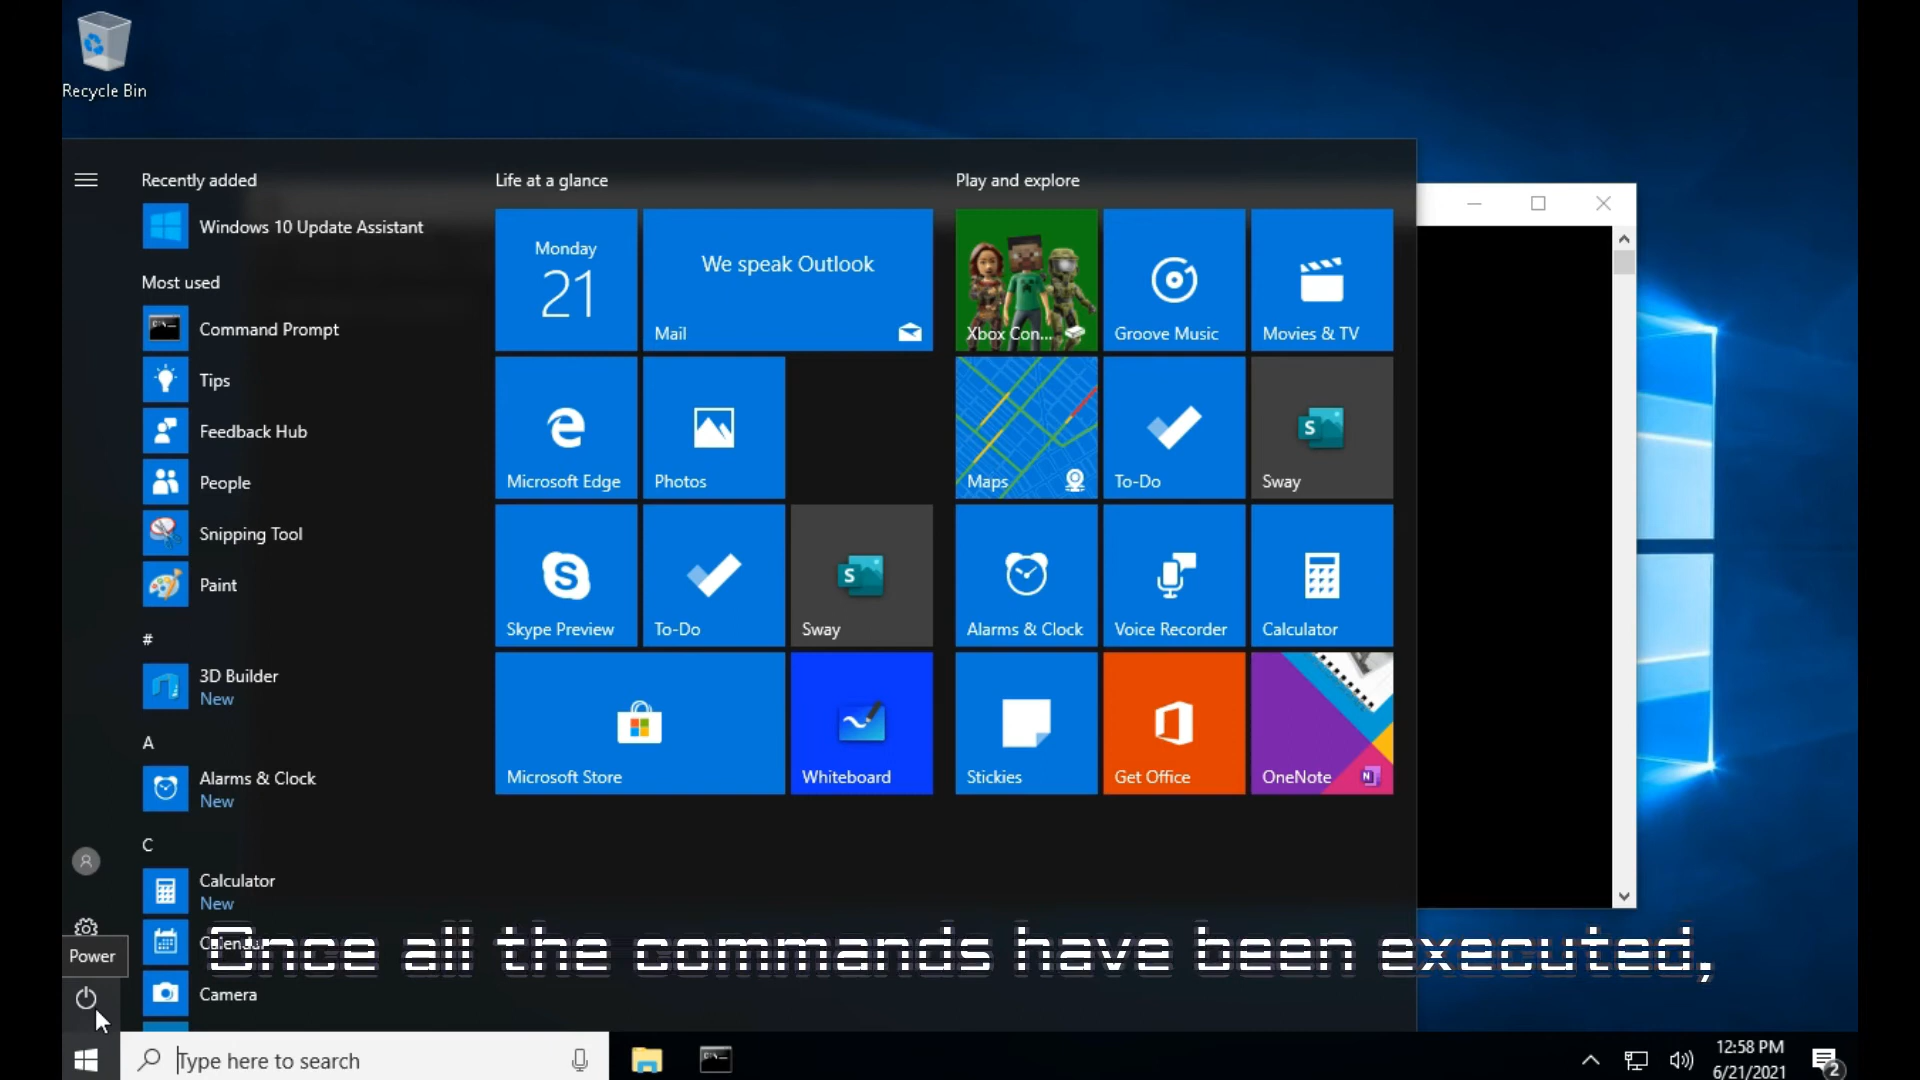 Recycle Bin
Recently added
Windows 10 Update Assistant
Most used
Command Prompt
Tips
Feedback Hub
People
Snipping Tool
Paint
#
3D Builder
New
A
Alarms & Clock
New
C
Calculator
New
Calendar
Camera
Power
Life at a glance
Monday
21
We speak Outlook
Mail
Microsoft Edge
Photos
Skype Preview
To-Do
S
Sway
Microsoft Store
Whiteboard
Play and explore
Xbox Con...
Groove Music
Movies & TV
Maps
To-Do
S
Sway
Alarms & Clock
Voice Recorder
Calculator
Stickies
Get Office
OneNote
N
Once all the commands have been executed,
Type here to search
12:58 PM
6/21/2021
2